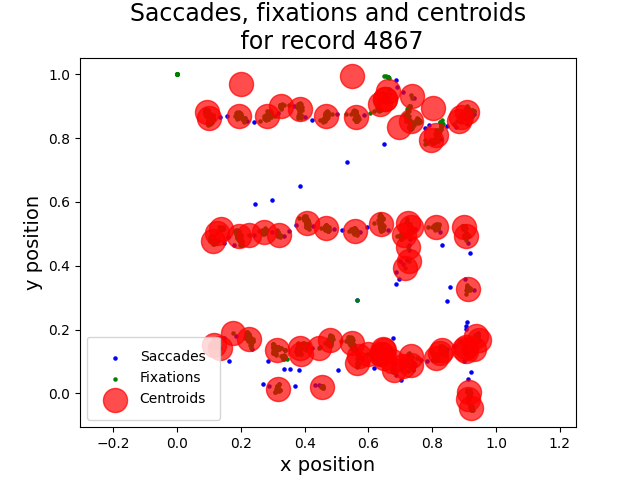 Saccades, fixations and centroids
for record 4867
1.0
0.8
0.6
0.4
0.2
0.0
y position
Saccades
Fixations
Centroids
−0.2
0.0
0.2
0.4
0.6
0.8
1.0
1.2
x position